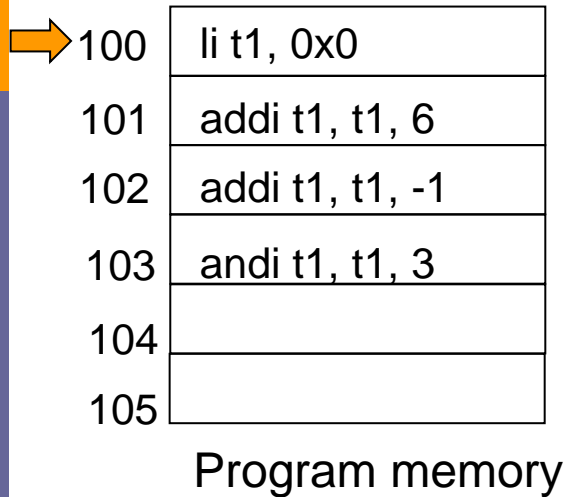 100 li t1, 0x0
101 addi t1, t1, 6
102 addi t1, t1, -1
103 andi t1, t1, 3
104
105
Program memory